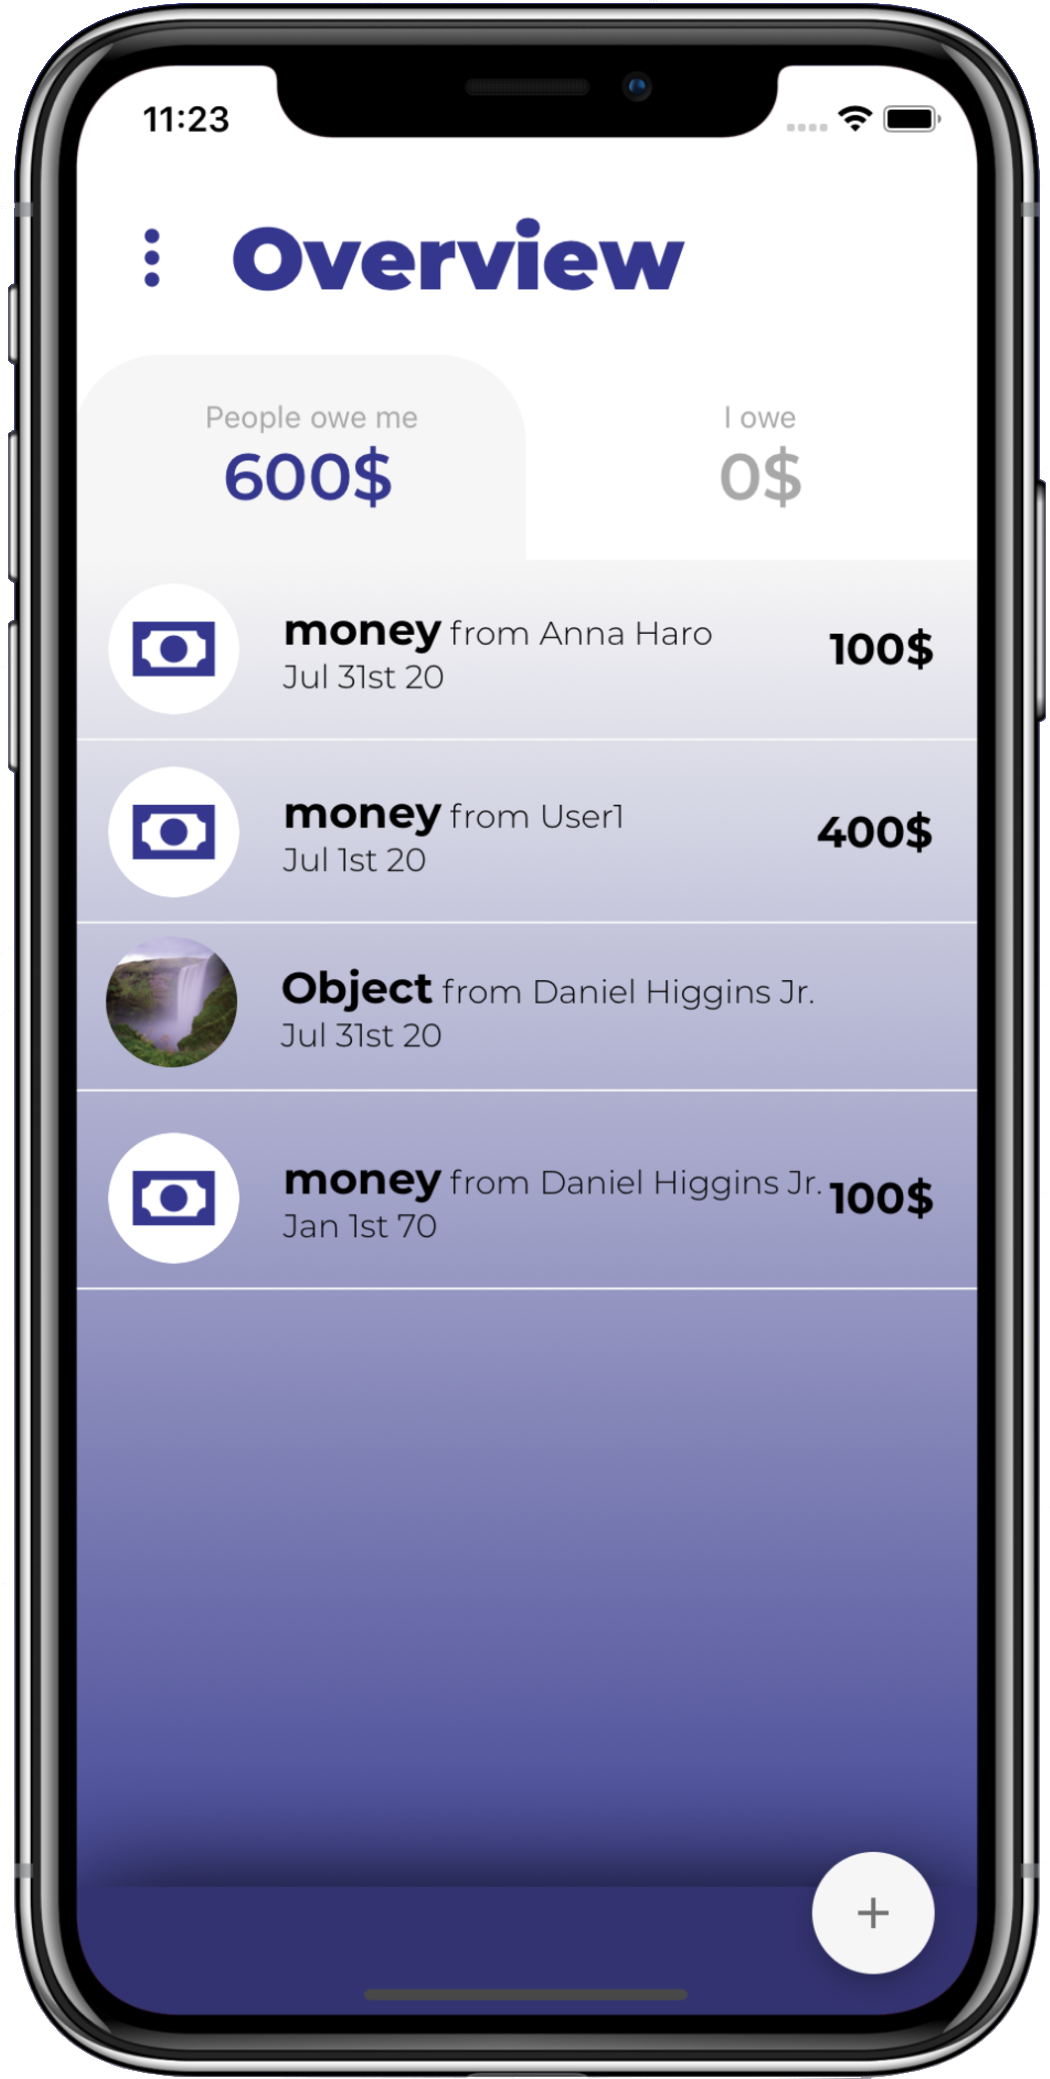 11:23
Overview
People owe me
600$
I owe
0$
money from Anna Haro
Jul 31st 20
100$
money from User1
Jul 1st 20
400$
Object from Daniel Higgins Jr.
Jul 31st 20
money from Daniel Higgins Jr.
Jan 1st 70
100$
+